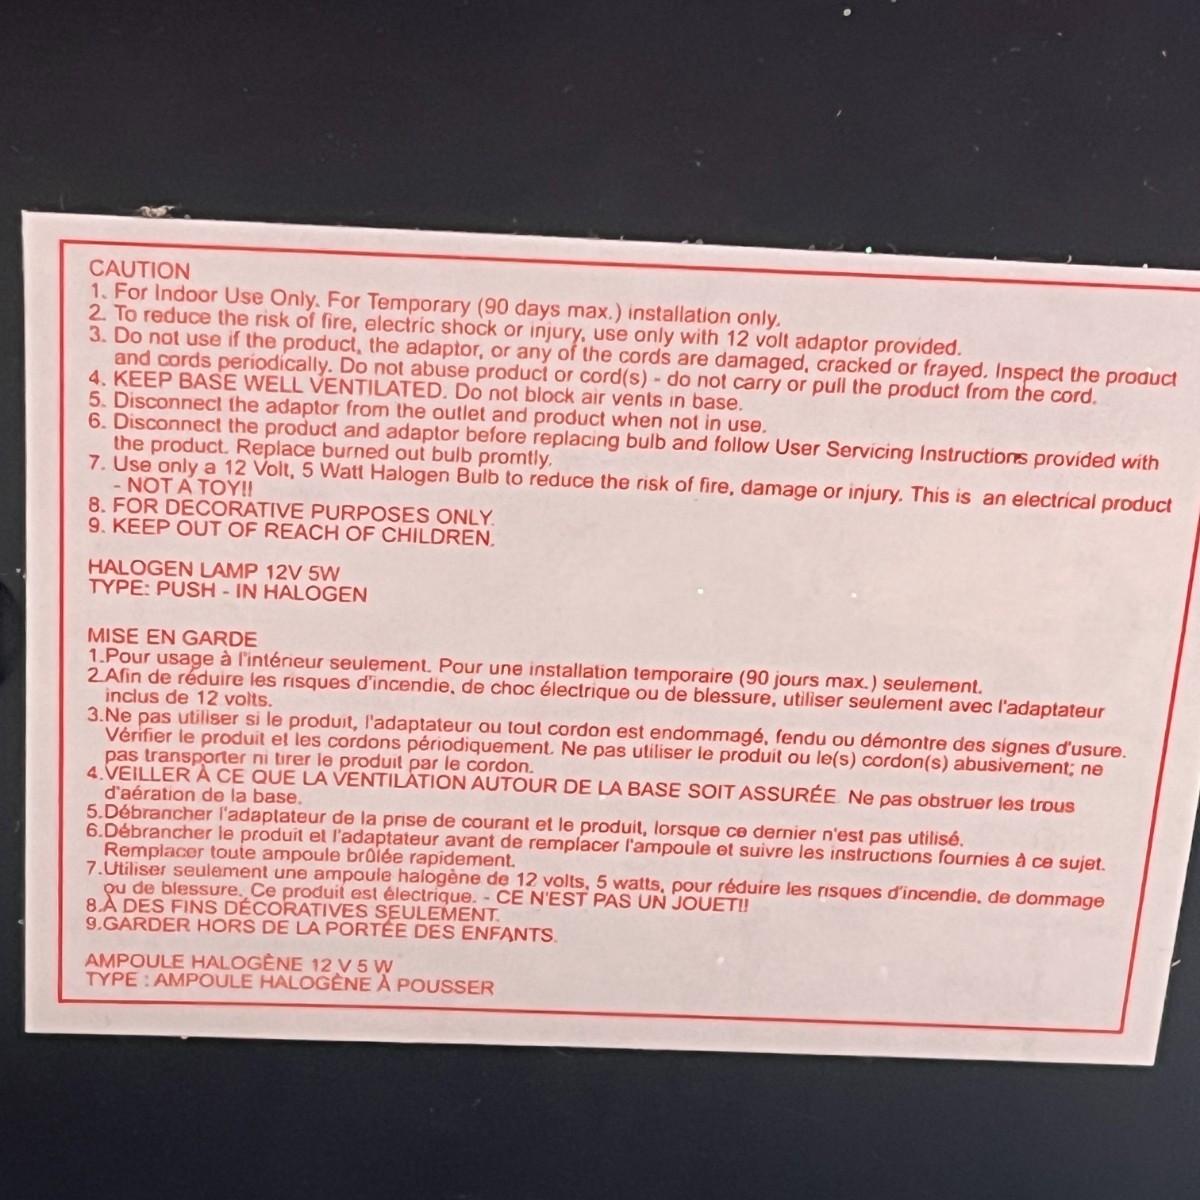 CAUTION
1. For Indoor Use Only. For Temporary (90 days max.) installation only.
2. To reduce the risk of fire, electric shock or injury, use only with 12 volt adaptor provided.
3. Do not use if the product, the adaptor, or any of the cords are damaged, cracked or frayed. Inspect the product
and cords periodically. Do not abuse product or cord(s) - do not carry or pull the product from the cord.
4. KEEP BASE WELL VENTILATED. Do not block air vents in base.
5. Disconnect the adaptor from the outlet and product when not in use.
6. Disconnect the product and adaptor before replacing bulb and follow User Servicing Instructions provided with
the product. Replace burned out bulb promtly.
7. Use only a 12 Volt, 5 Watt Halogen Bulb to reduce the risk of fire, damage or injury. This is an electrical product
- NOT A TOY!!
8. FOR DECORATIVE PURPOSES ONLY.
9. KEEP OUT OF REACH OF CHILDREN.
HALOGEN LAMP 12V 5W
TYPE: PUSH - IN HALOGEN
MISE EN GARDE
1.Pour usage à l'intérieur seulement. Pour une installation temporaire (90 jours max.) seulement.
2.Afin de réduire les risques d'incendie, de choc électrique ou de blessure, utiliser seulement avec l'adaptateur
inclus de 12 volts.
3.Ne pas utiliser si le produit, l'adaptateur ou tout cordon est endommagé, fendu ou démontre des signes d'usure.
Vérifier le produit et les cordons périodiquement. Ne pas utiliser le produit ou le(s) cordon(s) abusivement; ne
pas transporter ni tirer le produit par le cordon.
4.VEILLER À CE QUE LA VENTILATION AUTOUR DE LA BASE SOIT ASSURÉE. Ne pas obstruer les trous
d'aération de la base.
5.Débrancher l'adaptateur de la prise de courant et le produit, lorsque ce dernier n'est pas utilisé.
6.Débrancher le produit et l'adaptateur avant de remplacer l'ampoule et suivre les instructions fournies à ce sujet.
Remplacer toute ampoule brûlée rapidement.
7.Utiliser seulement une ampoule halogène de 12 volts, 5 watts, pour réduire les risques d'incendie, de dommage
ou de blessure. Ce produit est électrique. - CE N'EST PAS UN JOUET!!
8.À DES FINS DÉCORATIVES SEULEMENT.
9.GARDER HORS DE LA PORTÉE DES ENFANTS.
AMPOULE HALOGÈNE 12 V 5 W
TYPE : AMPOULE HALOGÈNE À POUSSER